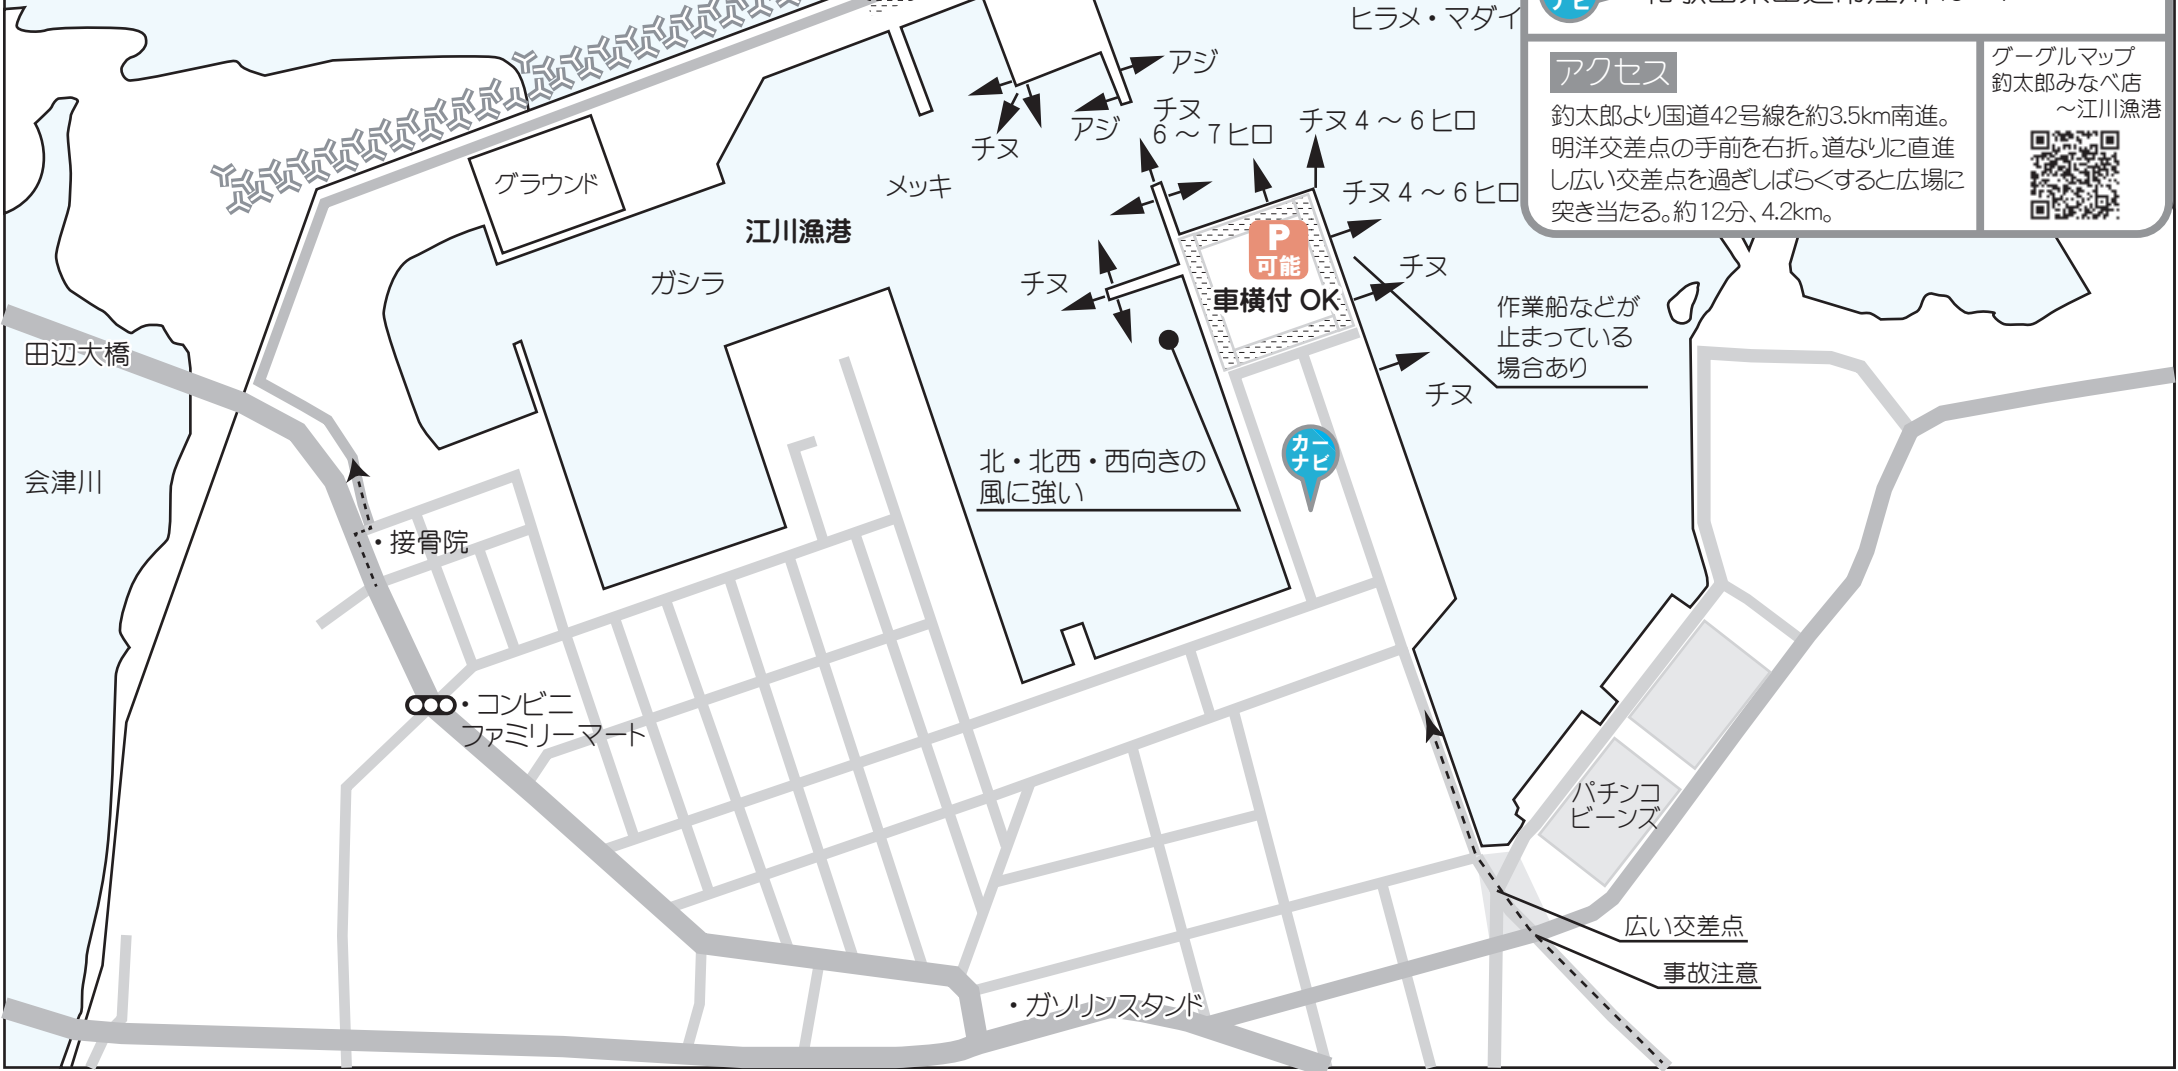 ヒラメ・マダイ
ナビ
アクセス
釣太郎より国道42号線を約3.5km南進。
明洋交差点の手前を右折。道なりに直進
し広い交差点を過ぎしばらくすると広場に
突き当たる。約12分、4.2km。
グーグルマップ
釣太郎みなべ店
～江川漁港
アジ
チヌ
アジ
チヌ
6～7ヒロ
チヌ4～6ヒロ
チヌ4～6ヒロ
グラウンド
メッキ
江川漁港
ガシラ
チヌ
P
可能
車横付OK
チヌ
作業船などが
止まっている
場合あり
チヌ
田辺大橋
会津川
北・北西・西向きの
風に強い
カー
ナビ
・接骨院
・コンビニ
ファミリーマート
パチンコ
ビーンズ
広い交差点
事故注意
・ガソリンスタンド